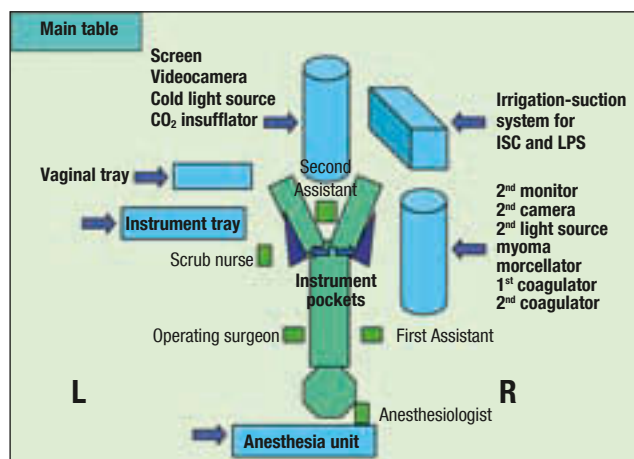 Main table
Screen
Videocamera
Cold light source
CO₂ insufflator
Irrigation-suction
system for
ISC and LPS
Vaginal tray
Second
Assistant
Instrument tray
2nd monitor
2nd camera
2nd light source
myoma
morcellator
1st coagulator
2nd coagulator
Scrub nurse
Instrument
pockets
Operating surgeon
First Assistant
L
R
Anesthesiologist
Anesthesia unit